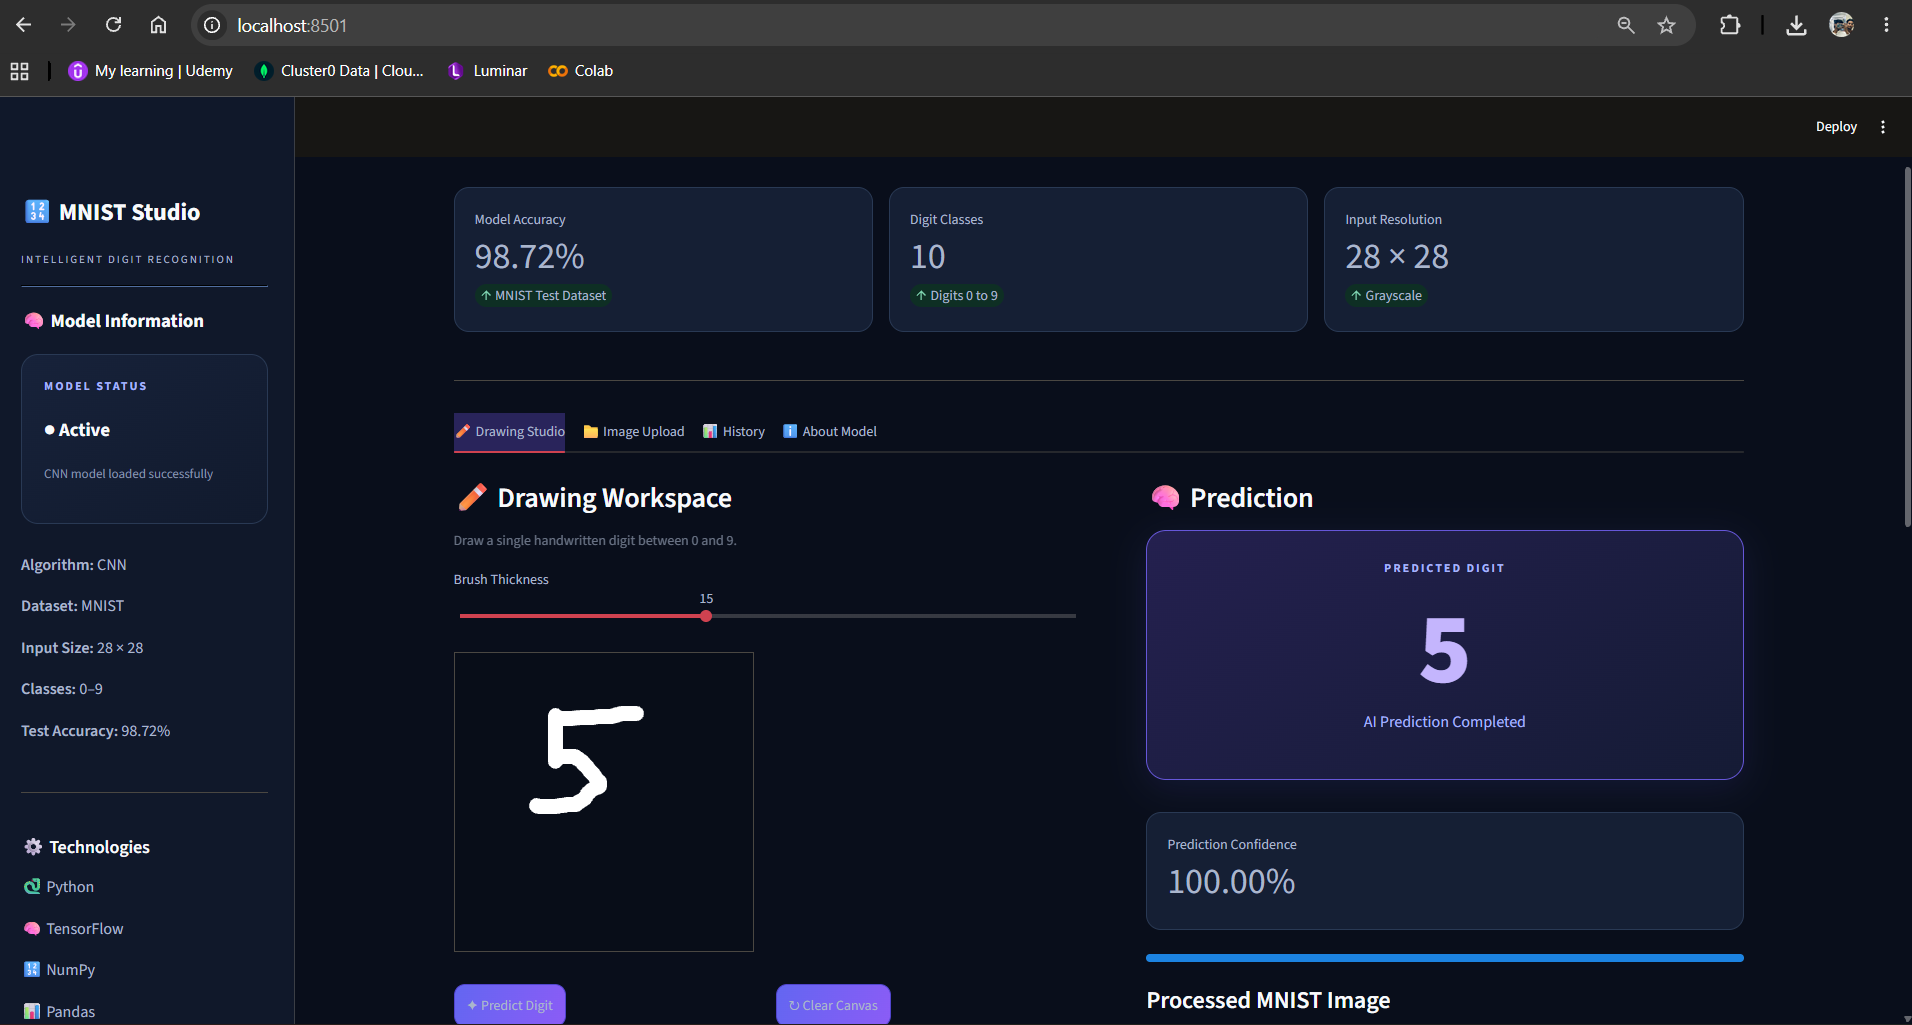 localhost:8501
My learning | Udemy
Cluster0 Data | Clou...
Luminar
Colab
Deploy
MNIST Studio
INTELLIGENT DIGIT RECOGNITION
Model Information
MODEL STATUS
Active
CNN model loaded successfully
Algorithm: CNN
Dataset: MNIST
Input Size: 28 × 28
Classes: 0–9
Test Accuracy: 98.72%
Technologies
Python
TensorFlow
NumPy
Pandas
Model Accuracy
98.72%
↑ MNIST Test Dataset
Digit Classes
10
↑ Digits 0 to 9
Input Resolution
28 × 28
↑ Grayscale
Drawing Studio
Image Upload
History
About Model
Drawing Workspace
Draw a single handwritten digit between 0 and 9.
Brush Thickness
15
5
✦ Predict Digit
↻ Clear Canvas
Prediction
PREDICTED DIGIT
5
AI Prediction Completed
Prediction Confidence
100.00%
Processed MNIST Image